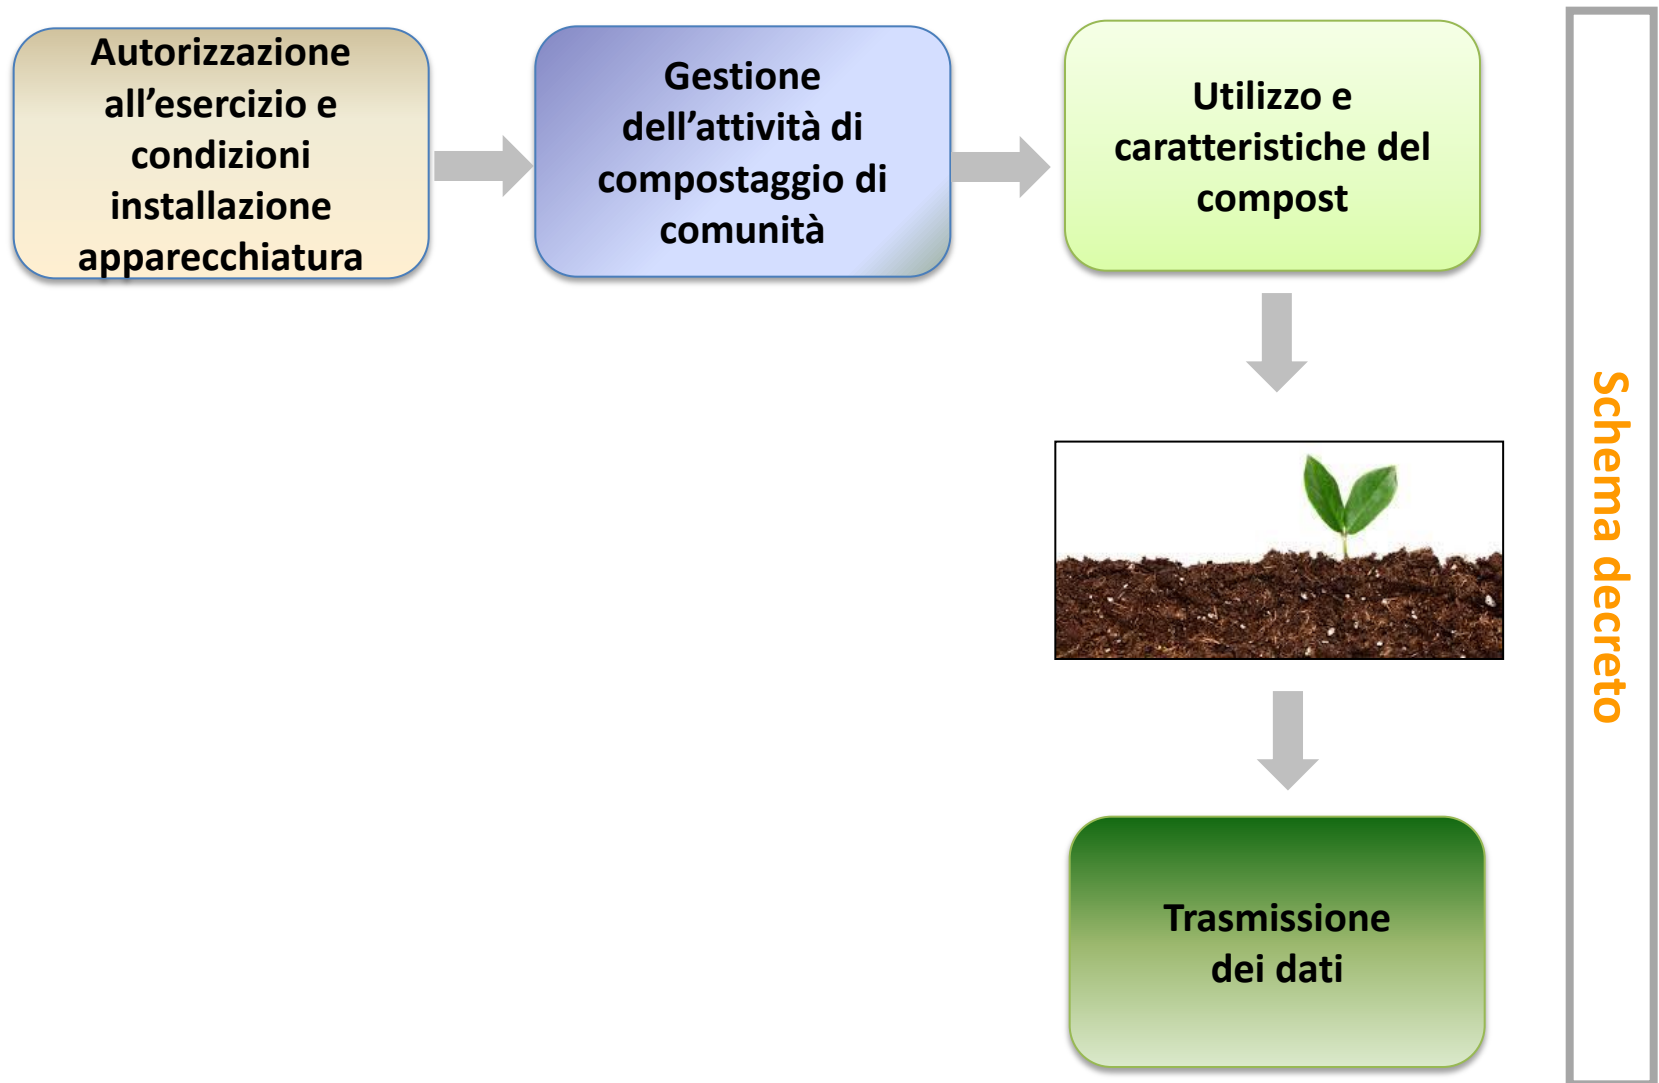 Autorizzazione
all’esercizio e
condizioni
installazione
apparecchiatura
Gestione
dell’attività di
compostaggio di
comunità
Utilizzo e
caratteristiche del
compost
Trasmissione
dei dati
Schema decreto